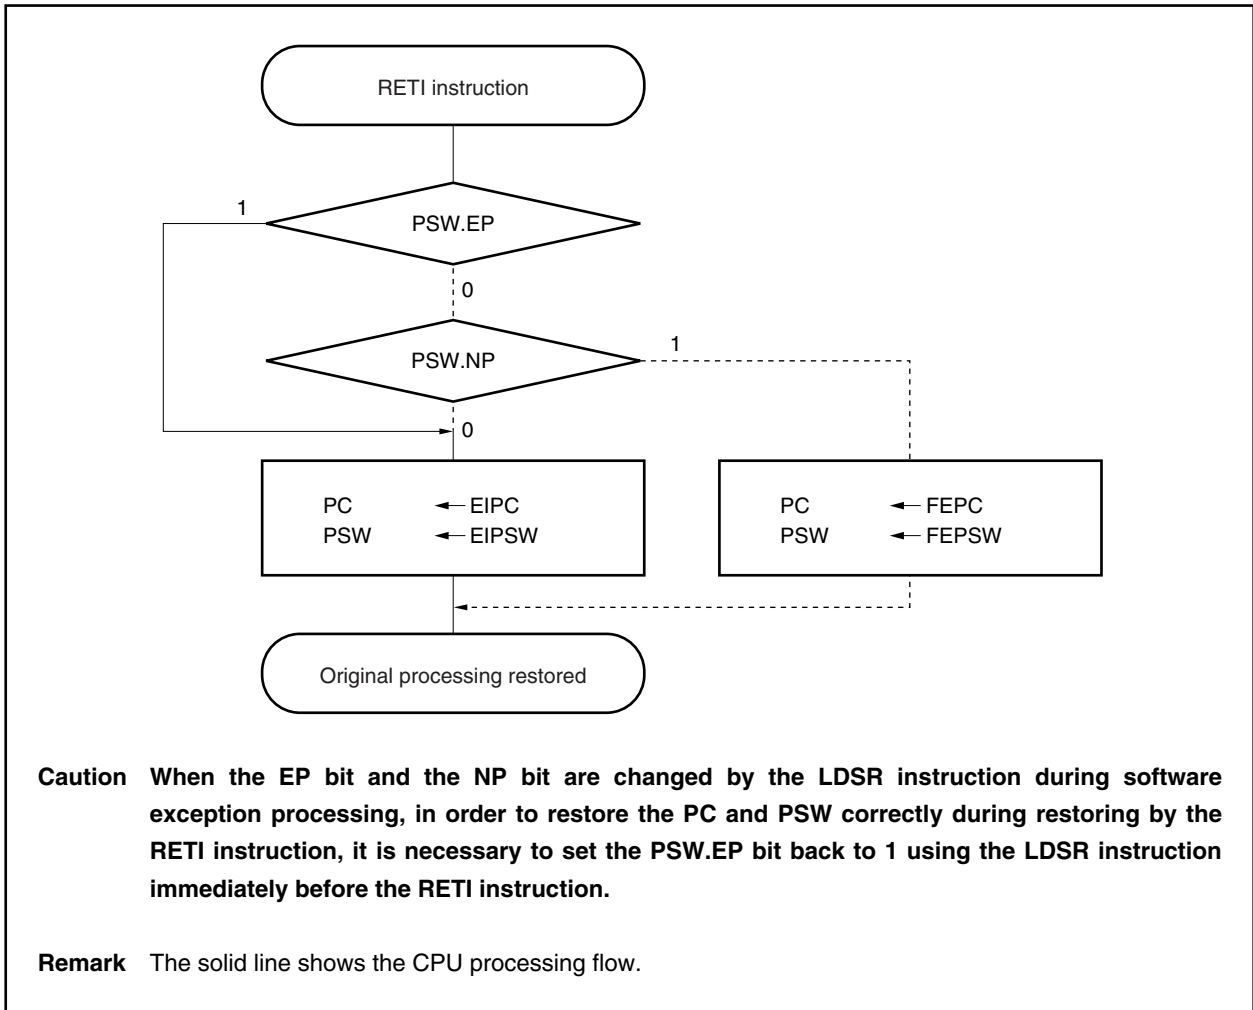 RETI instruction
1
PSW.EP
0
PSW.NP
1
0
PC ← EIPC
PSW ← EIPSW
PC ← FEPC
PSW ← FEPSW
Original processing restored
Caution When the EP bit and the NP bit are changed by the LDSR instruction during software
exception processing, in order to restore the PC and PSW correctly during restoring by the
RETI instruction, it is necessary to set the PSW.EP bit back to 1 using the LDSR instruction
immediately before the RETI instruction.
Remark The solid line shows the CPU processing flow.